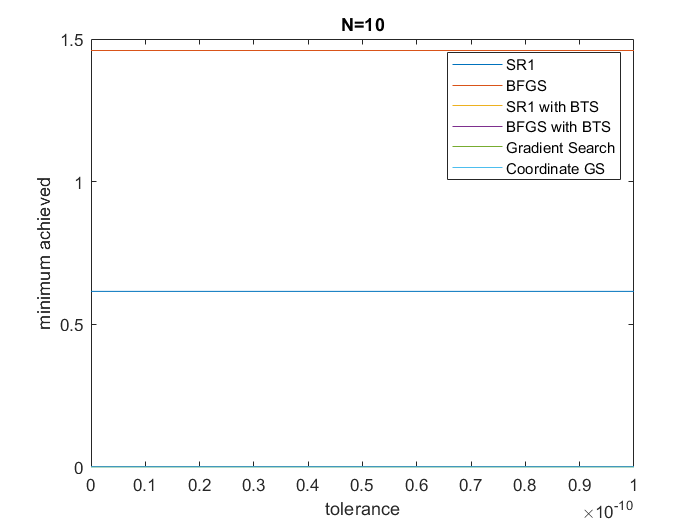 N=10
1.5
1
0.5
0
minimum achieved
SR1
BFGS
SR1 with BTS
BFGS with BTS
Gradient Search
Coordinate GS
0 0.1 0.2 0.3 0.4 0.5 0.6 0.7 0.8 0.9 1
tolerance
×10⁻¹⁰